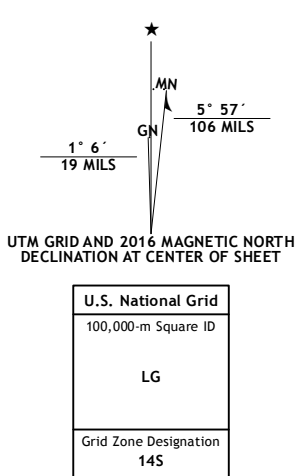 ★
MN
GN
5° 57´
106 MILS
1° 6´
19 MILS
UTM GRID AND 2016 MAGNETIC NORTH
DECLINATION AT CENTER OF SHEET
U.S. National Grid
100,000-m Square ID
LG
Grid Zone Designation
14S